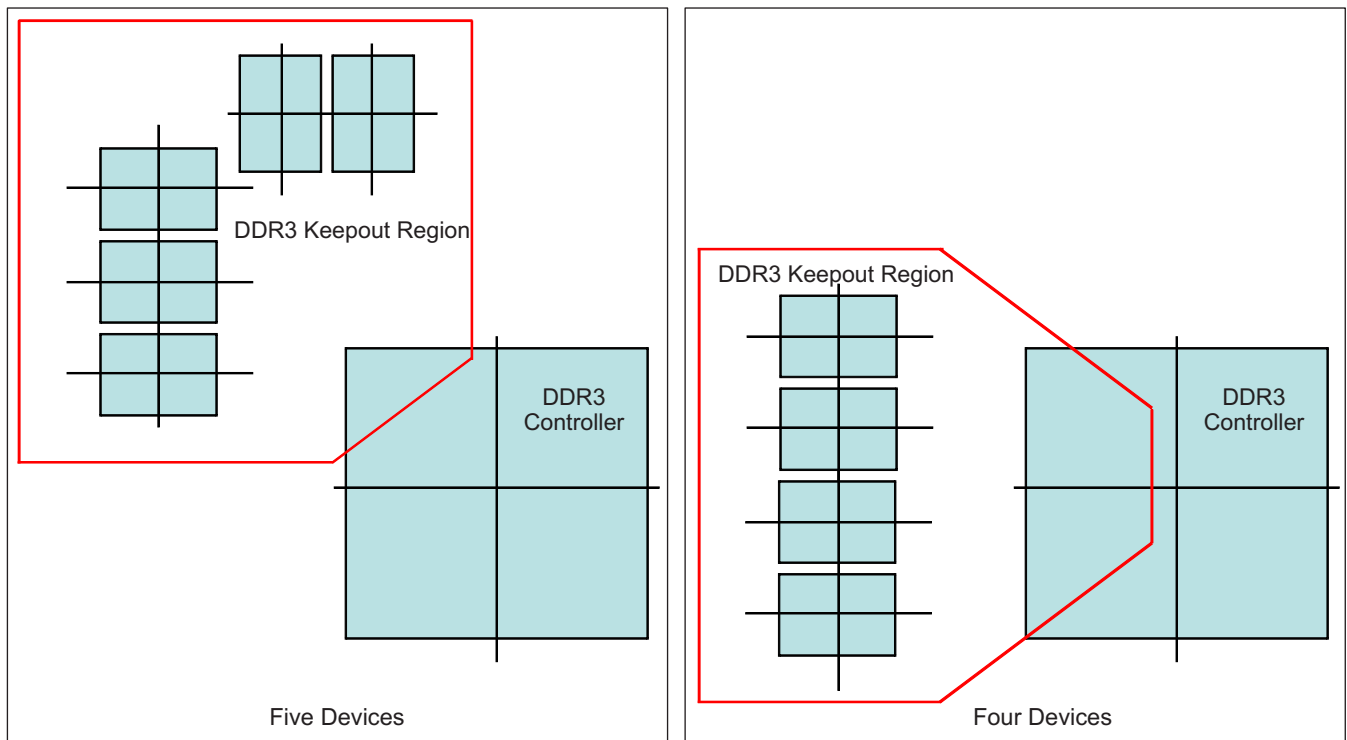 DDR3 Keepout Region
DDR3
Controller
Five Devices
DDR3 Keepout Region
DDR3
Controller
Four Devices